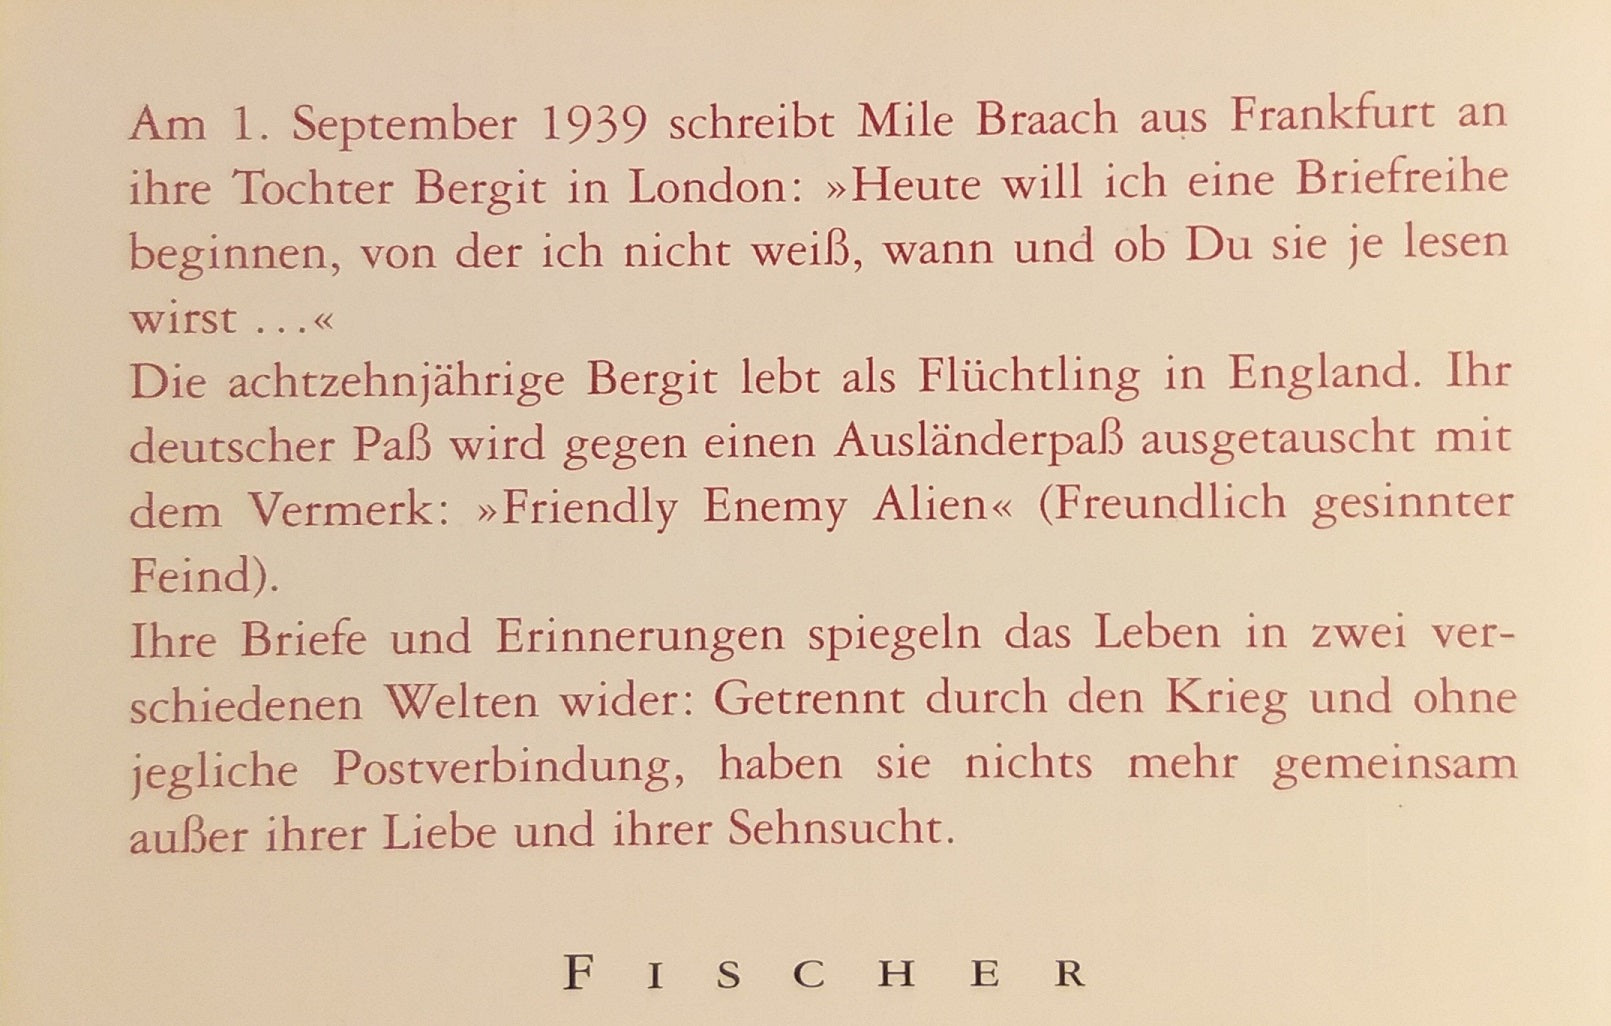 Am 1. September 1939 schreibt Mile Braach aus Frankfurt an
ihre Tochter Bergit in London: »Heute will ich eine Briefreihe
beginnen, von der ich nicht weiß, wann und ob Du sie je lesen
wirst ...«
Die achtzehnjährige Bergit lebt als Flüchtling in England. Ihr
deutscher Paß wird gegen einen Ausländerpaß ausgetauscht mit
dem Vermerk: »Friendly Enemy Alien« (Freundlich gesinnter
Feind).
Ihre Briefe und Erinnerungen spiegeln das Leben in zwei ver-
schiedenen Welten wider: Getrennt durch den Krieg und ohne
jegliche Postverbindung, haben sie nichts mehr gemeinsam
außer ihrer Liebe und ihrer Sehnsucht.
FISCHER